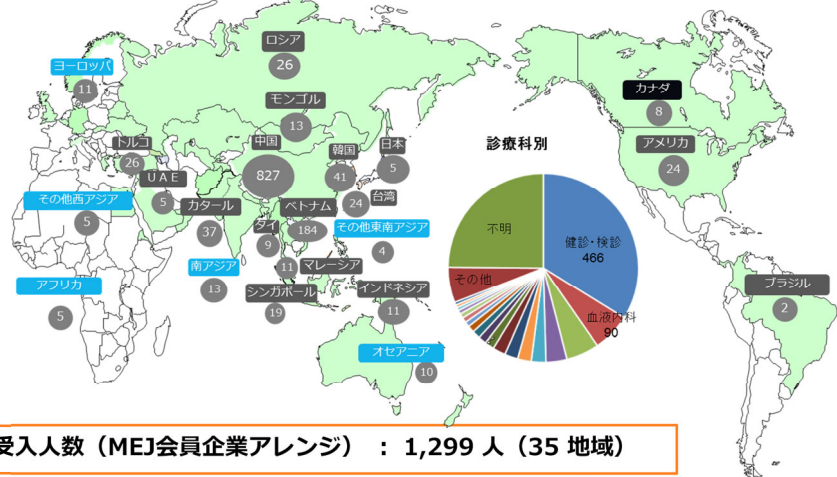 ロシア
26
ヨーロッパ
11
カナダ
8
モンゴル
13
トルコ
26
中国
827
韓国
41
日本
5
診療科別
アメリカ
24
UAE
5
その他西アジア
5
カタール
37
タイ
9
ベトナム
184
台湾
24
その他東南アジア
4
不明
健診・検診
466
南アジア
13
マレーシア
11
その他
アフリカ
5
シンガポール
19
インドネシア
11
血液内科
90
ブラジル
2
オセアニア
10
受入人数（MEJ会員企業アレンジ） ： 1,299 人（35 地域）